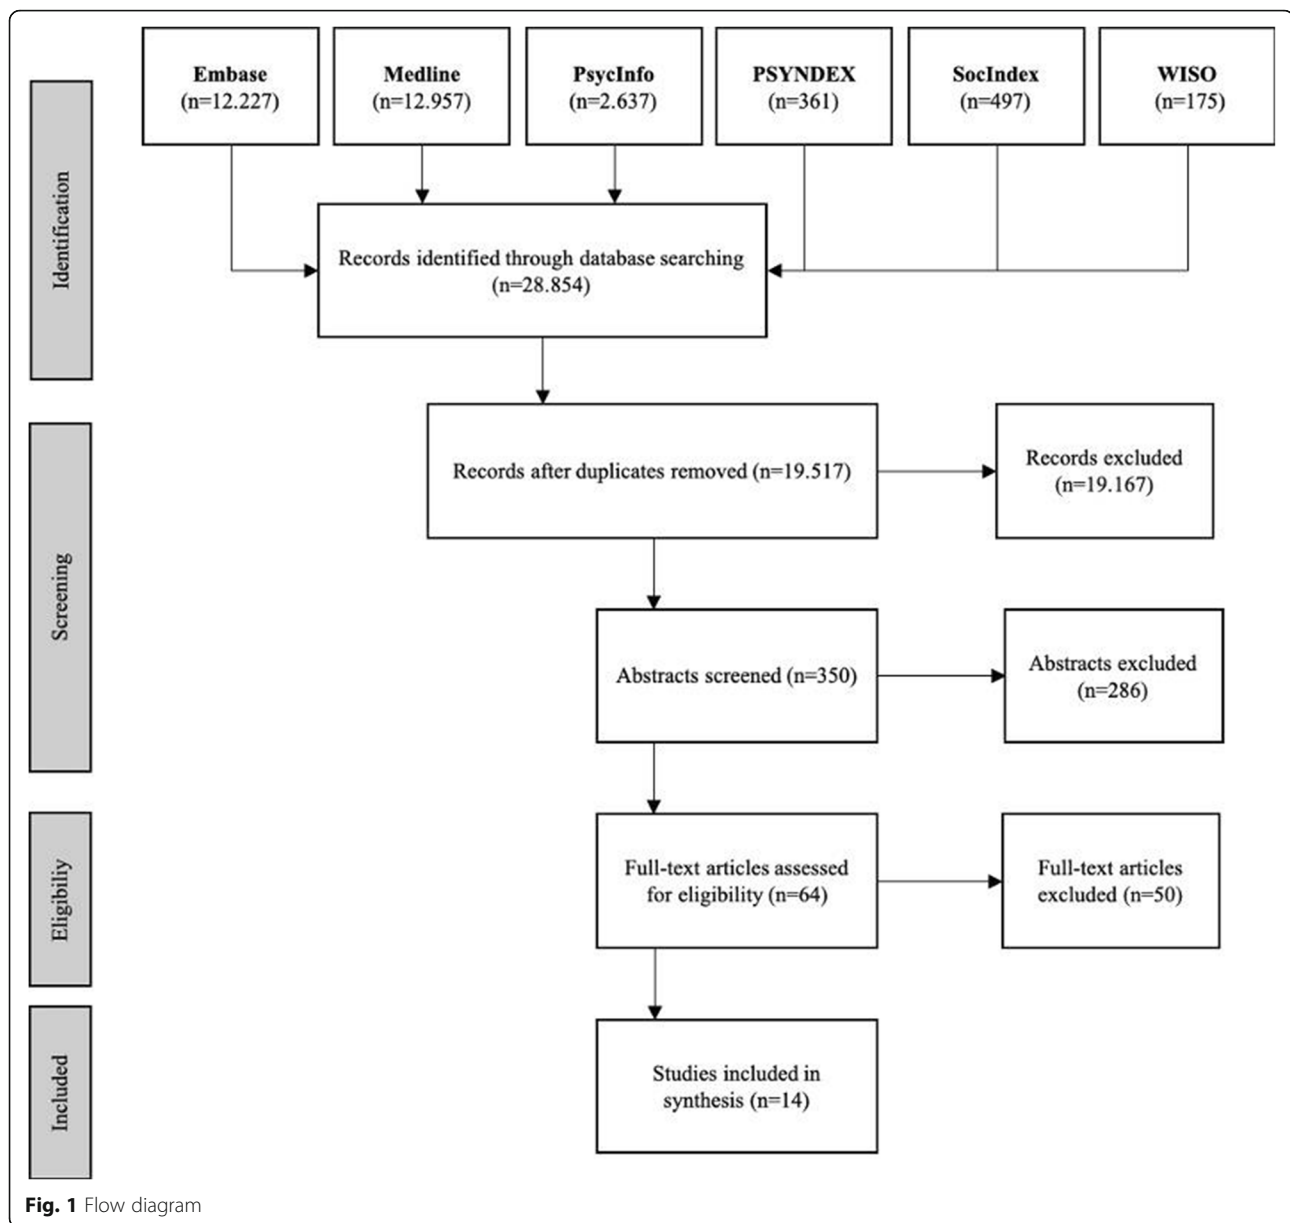 Embase
(n=12.227)
Medline
(n=12.957)
PsycInfo
(n=2.637)
PSYNDEX
(n=361)
SocIndex
(n=497)
WISO
(n=175)
Identification
Records identified through database searching
(n=28.854)
Screening
Records after duplicates removed (n=19.517)
Records excluded
(n=19.167)
Abstracts screened (n=350)
Abstracts excluded
(n=286)
Eligibiliy
Full-text articles assessed
for eligibility (n=64)
Full-text articles
excluded (n=50)
Included
Studies included in
synthesis (n=14)
Fig. 1 Flow diagram